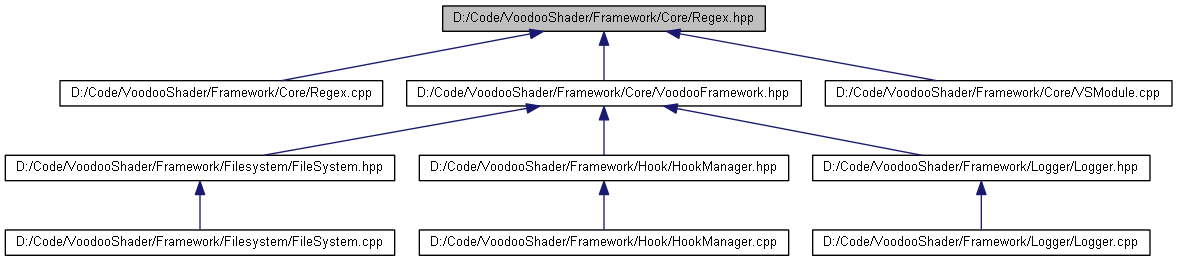 D:/Code/VoodooShader/Framework/Core/Regex.hpp
D:/Code/VoodooShader/Framework/Core/Regex.cpp
D:/Code/VoodooShader/Framework/Core/VoodooFramework.hpp
D:/Code/VoodooShader/Framework/Core/VSModule.cpp
D:/Code/VoodooShader/Framework/Filesystem/FileSystem.hpp
D:/Code/VoodooShader/Framework/Hook/HookManager.hpp
D:/Code/VoodooShader/Framework/Logger/Logger.hpp
D:/Code/VoodooShader/Framework/Filesystem/FileSystem.cpp
D:/Code/VoodooShader/Framework/Hook/HookManager.cpp
D:/Code/VoodooShader/Framework/Logger/Logger.cpp